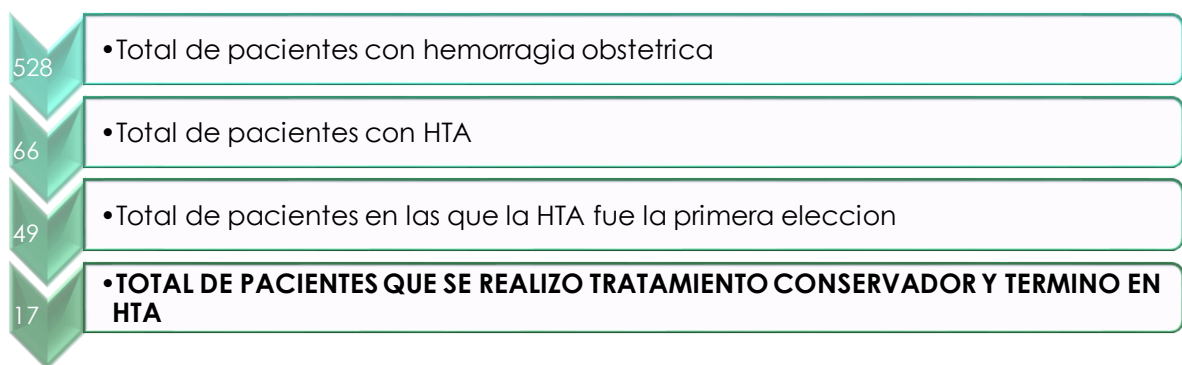 528
•Total de pacientes con hemorragia obstetrica
66
•Total de pacientes con HTA
49
•Total de pacientes en las que la HTA fue la primera eleccion
17
•TOTAL DE PACIENTES QUE SE REALIZO TRATAMIENTO CONSERVADOR Y TERMINO EN
HTA